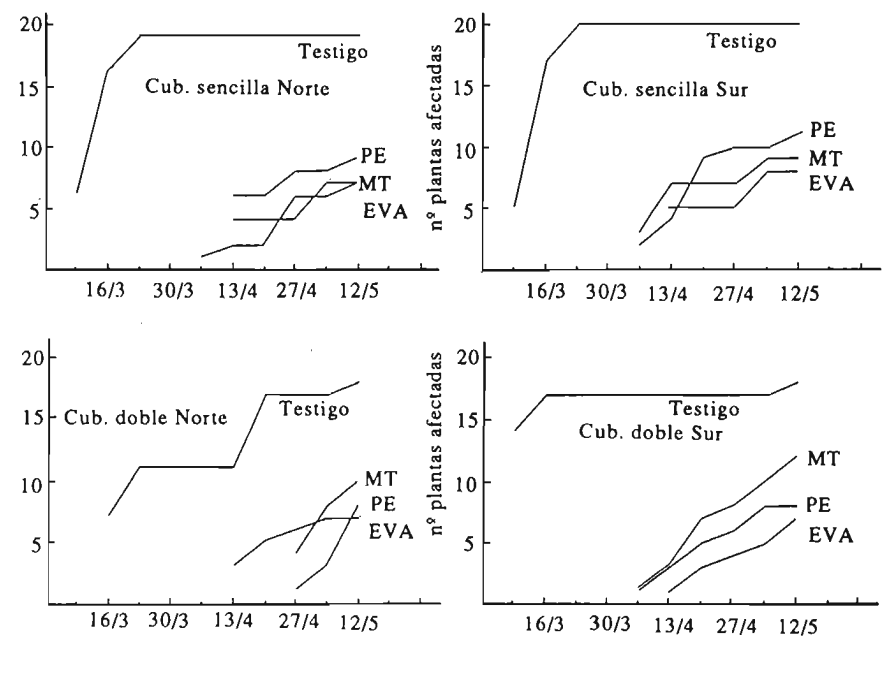 20
Testigo
15
Cub. sencilla Norte
10
PE
MT
5
EVA
16/3 30/3 13/4 27/4 12/5
nº plantas afectadas
20
Testigo
15
Cub. sencilla Sur
10
PE
MT
EVA
5
16/3 30/3 13/4 27/4 12/5
20
Testigo
15
Cub. doble Norte
MT
10
PE
EVA
5
16/3 30/3 13/4 27/4 12/5
nº plantas afectadas
20
Testigo
15
Cub. doble Sur
MT
10
PE
EVA
5
16/3 30/3 13/4 27/4 12/5